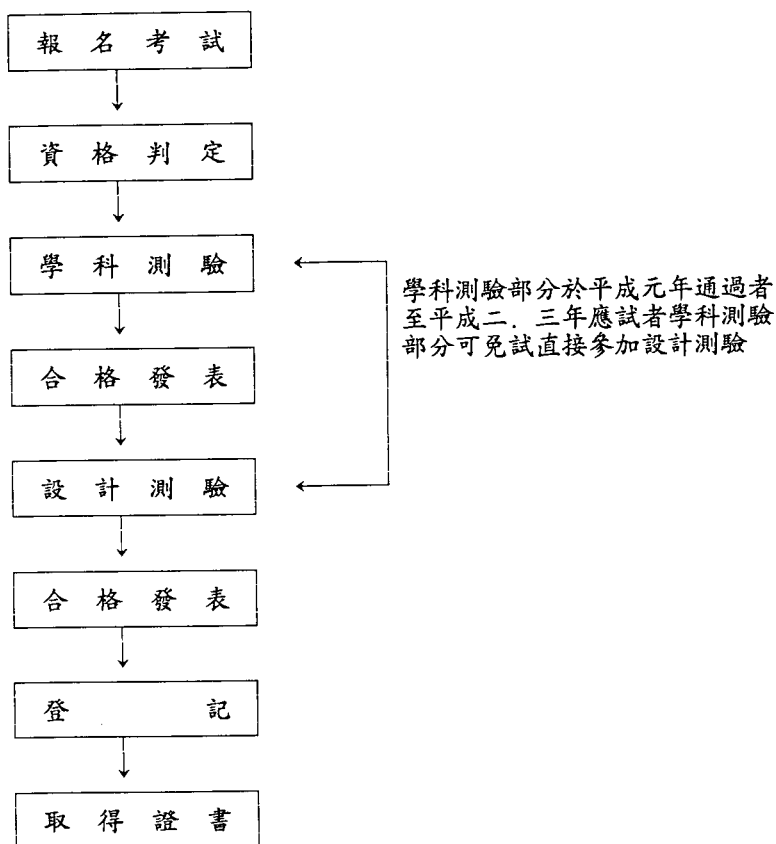 報名考試
資格判定
學科測驗
學科測驗部分於平成元年通過者
至平成二．三年應試者學科測驗
部分可免試直接參加設計測驗
合格發表
設計測驗
合格發表
登記
取得證書